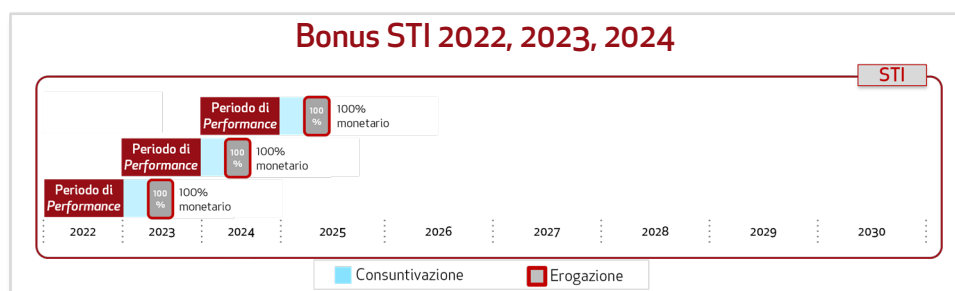 Bonus STI 2022, 2023, 2024
STI
Periodo di
Performance
100
%
100%
monetario
Periodo di
Performance
100
%
100%
monetario
Periodo di
Performance
100
%
100%
monetario
2022 2023 2024 2025 2026 2027 2028 2029 2030
Consuntivazione Erogazione